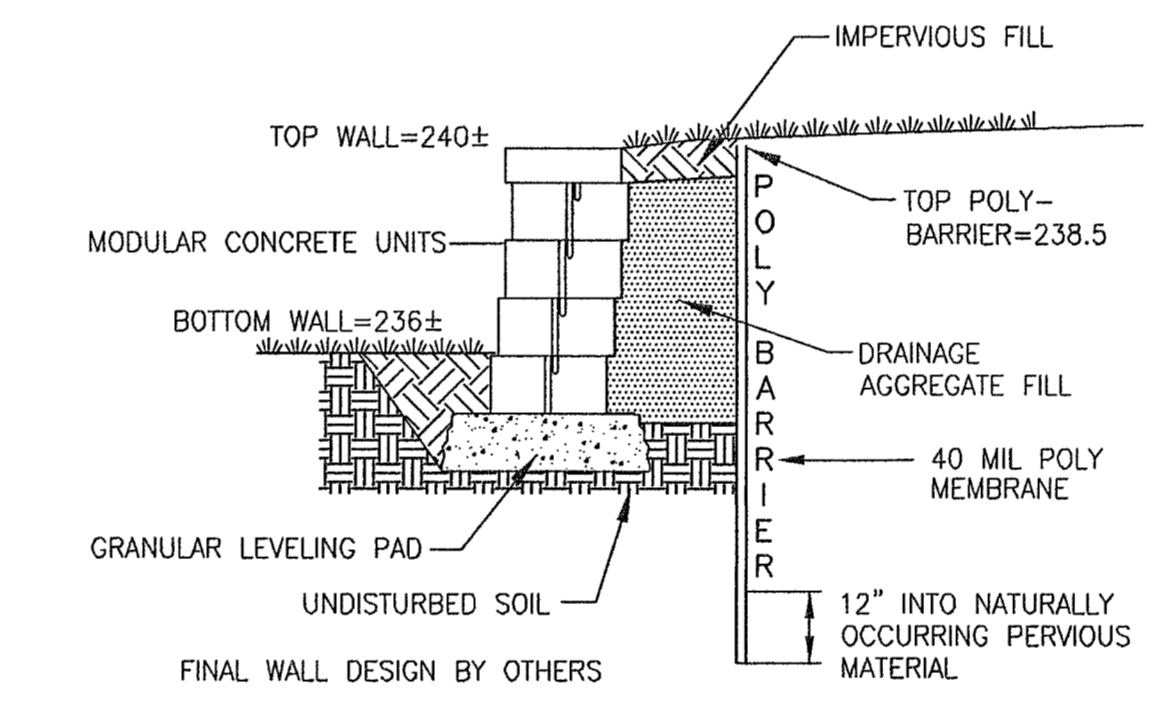 IMPERVIOUS FILL
TOP WALL=240±
TOP POLY-
BARRIER=238.5
MODULAR CONCRETE UNITS
BOTTOM WALL=236±
POLY BARRIER
DRAINAGE
AGGREGATE FILL
40 MIL POLY
MEMBRANE
GRANULAR LEVELING PAD
UNDISTURBED SOIL
12" INTO NATURALLY
OCCURRING PERVIOUS
MATERIAL
FINAL WALL DESIGN BY OTHERS